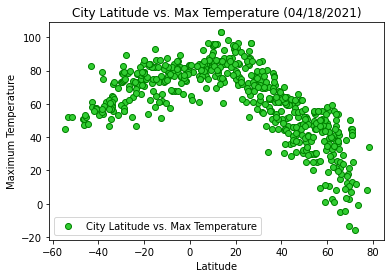 City Latitude vs. Max Temperature (04/18/2021)
Maximum Temperature
100
80
60
40
20
0
−20
City Latitude vs. Max Temperature
−60 −40 −20 0 20 40 60 80
Latitude